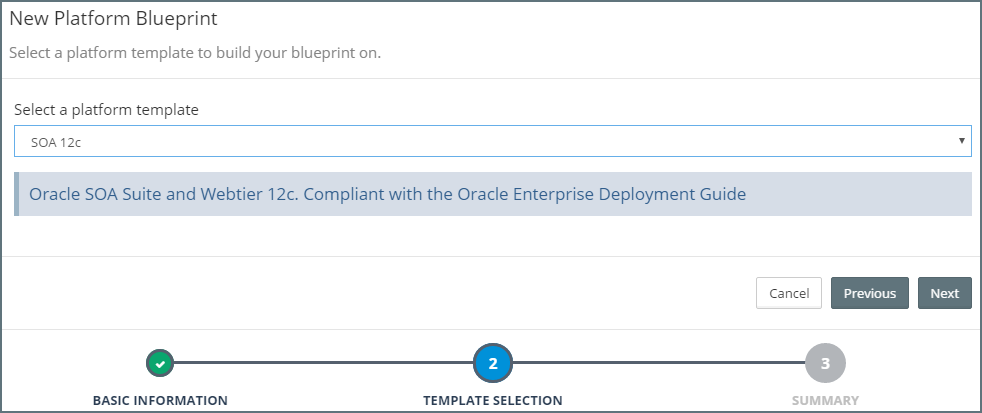 New Platform Blueprint
Select a platform template to build your blueprint on.
Select a platform template
SOA 12c
Oracle SOA Suite and Webtier 12c. Compliant with the Oracle Enterprise Deployment Guide
Cancel Previous Next
2 3
BASIC INFORMATION TEMPLATE SELECTION SUMMARY